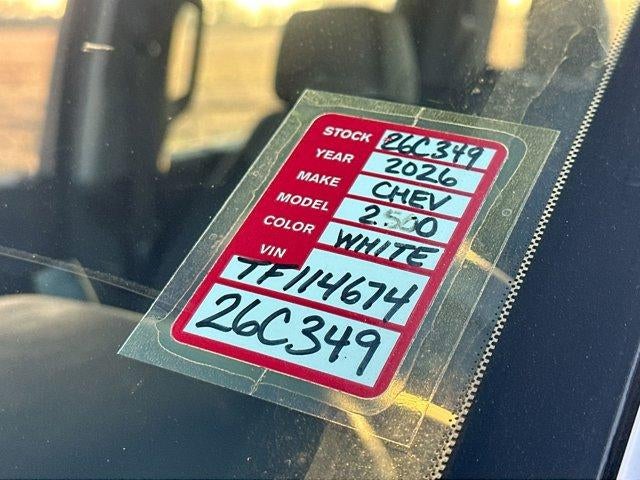 STOCK 26C349
YEAR 2026
MAKE CHEV
MODEL 2500
COLOR WHITE
VIN
TF114674
26C349